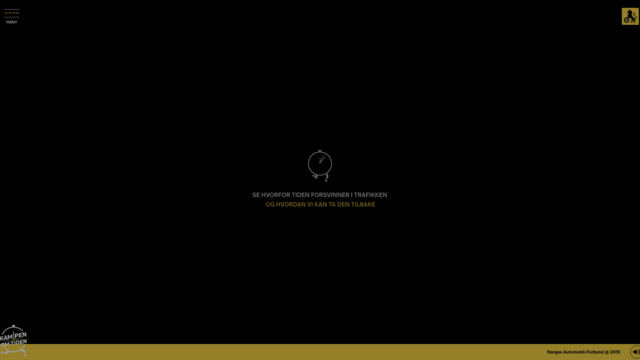 MENY
SE HVORFOR TIDEN FORSVINNER I TRAFIKKEN
OG HVORDAN VI KAN TA DEN TILBAKE
KAMPEN
OM TIDEN
Norges Automobil-Forbund @ 2015